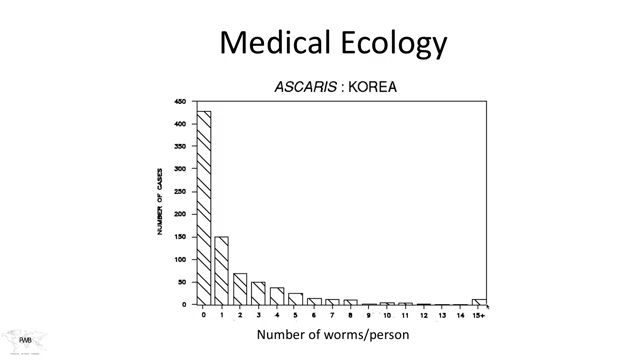 Medical Ecology
ASCARIS : KOREA
450
400
350
300
250
200
150
100
50
0
NUMBER OF CASES
0 1 2 3 4 5 6 7 8 9 10 11 12 13 14 15+
Number of worms/person
RWB